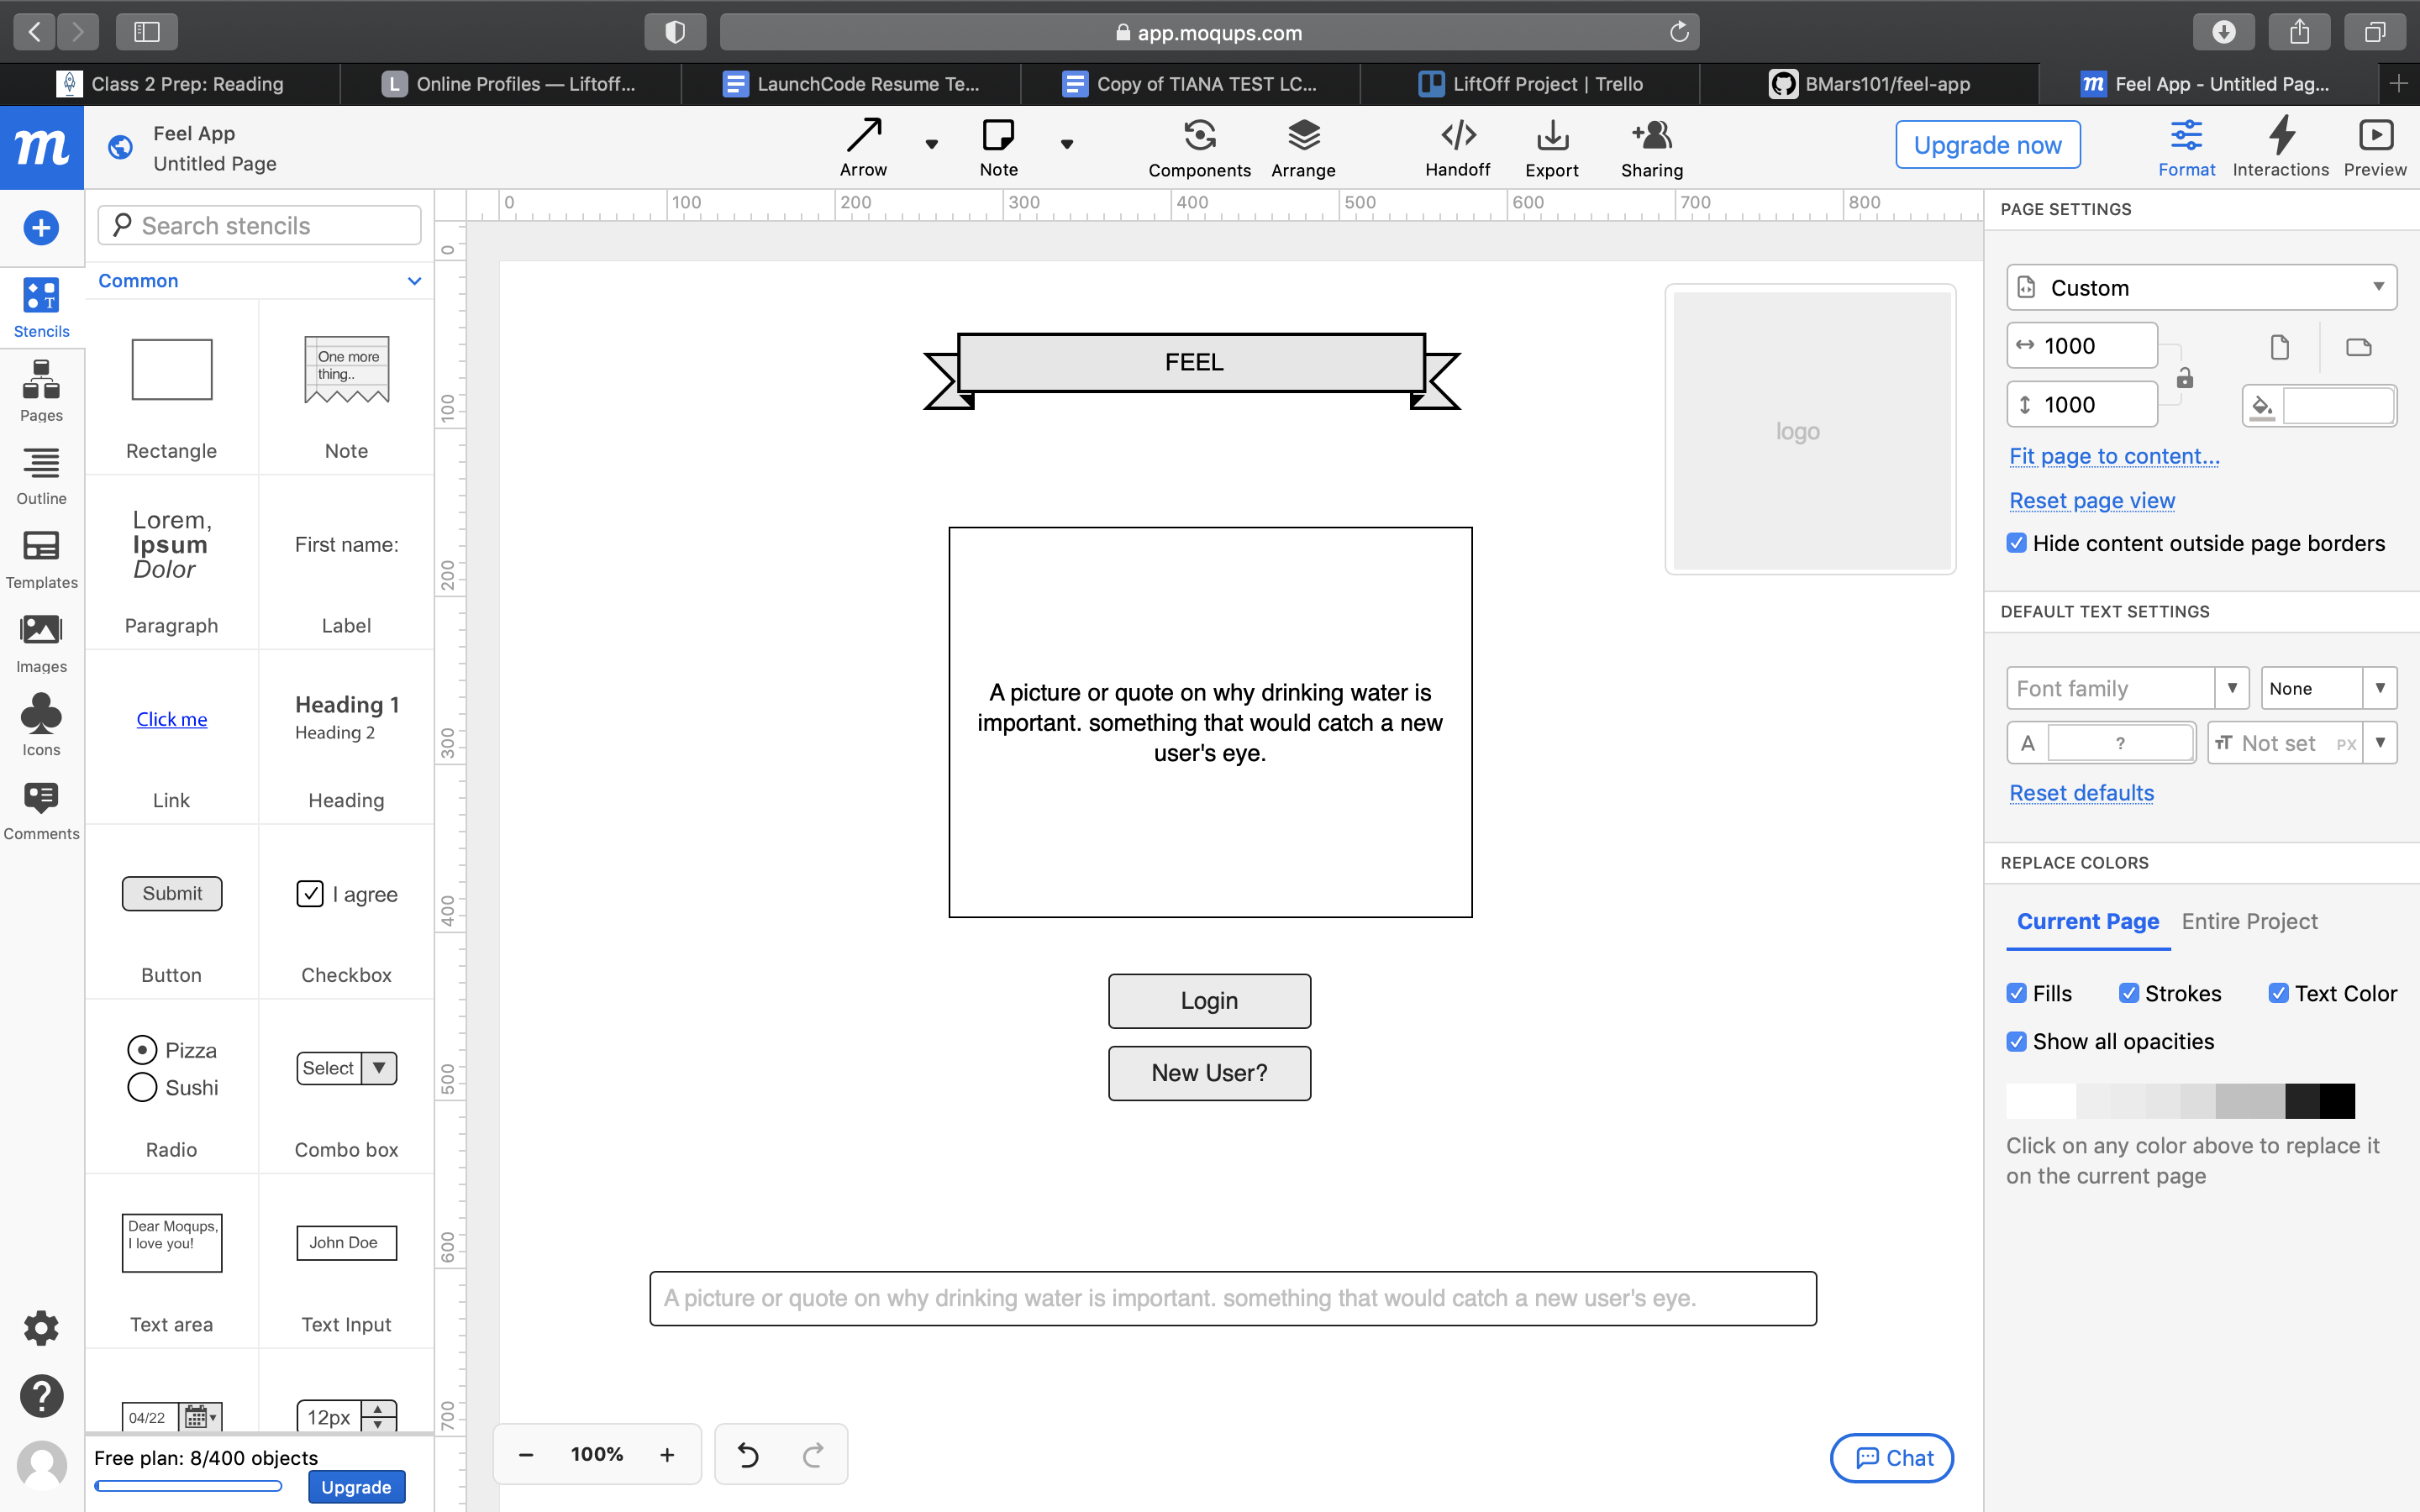 app.moqups.com
Class 2 Prep: Reading
L Online Profiles — Liftoff...
LaunchCode Resume Te...
Copy of TIANA TEST LC...
LiftOff Project | Trello
BMars101/feel-app
m Feel App - Untitled Pag...
m
Feel App
Untitled Page
Arrow
Note
Components
Arrange
Handoff
Export
Sharing
Upgrade now
Format
Interactions
Preview
Search stencils
Common
Stencils
Pages
Outline
Templates
Images
Icons
Comments
Rectangle
One more
thing..
Note
Lorem,
Ipsum
Dolor
Paragraph
First name:
Label
Click me
Link
Heading 1
Heading 2
Heading
Submit
Button
I agree
Checkbox
Pizza
Sushi
Radio
Select
Combo box
Dear Moqups,
I love you!
Text area
John Doe
Text Input
04/22
12px
Free plan: 8/400 objects
Upgrade
0 100 200 300 400 500 600 700 800
0
100
200
300
400
500
600
700
FEEL
logo
A picture or quote on why drinking water is
important. something that would catch a new
user's eye.
Login
New User?
A picture or quote on why drinking water is important. something that would catch a new user's eye.
100%
Chat
PAGE SETTINGS
Custom
1000
1000
Fit page to content...
Reset page view
Hide content outside page borders
DEFAULT TEXT SETTINGS
Font family
None
A ?
TT Not set PX
Reset defaults
REPLACE COLORS
Current Page Entire Project
Fills Strokes Text Color
Show all opacities
Click on any color above to replace it
on the current page